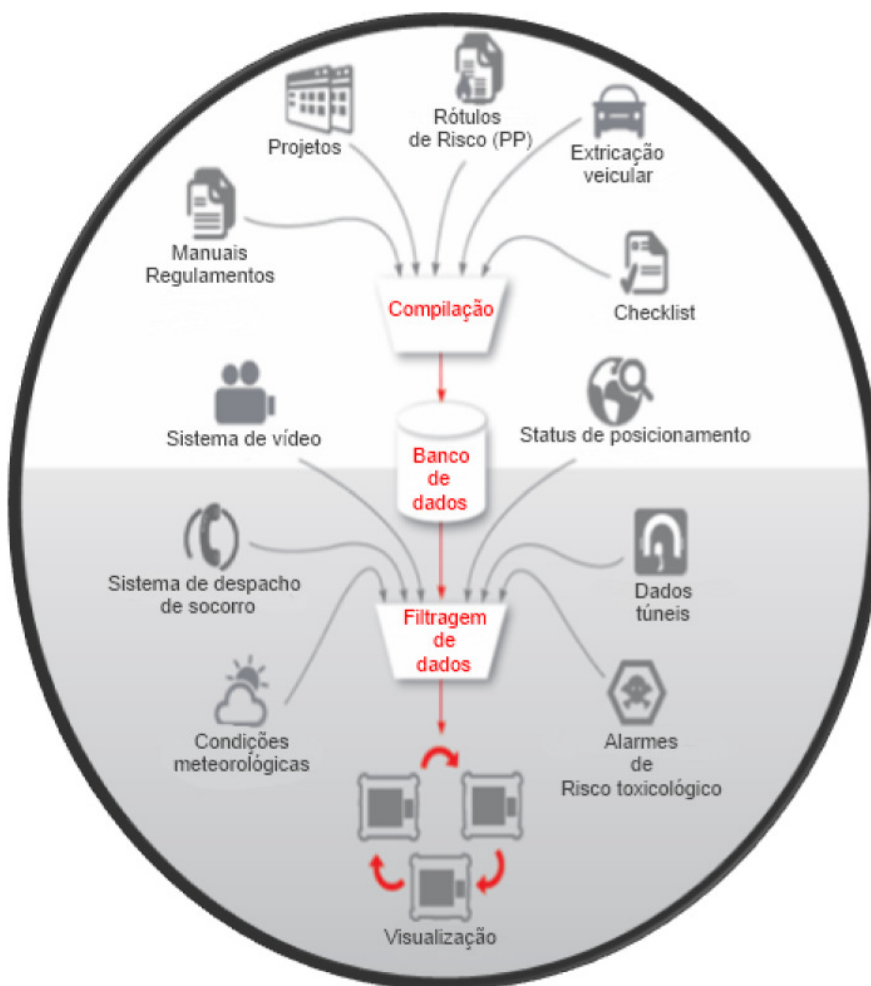 Projetos
Rótulos
de Risco (PP)
Extricação
veicular
Manuais
Regulamentos
Compilação
Checklist
Sistema de vídeo
Status de posicionamento
Banco
de
dados
Sistema de despacho
de socorro
Dados
túneis
Filtragem
de
dados
Condições
meteorológicas
Alarmes
de
Risco toxicológico
Visualização